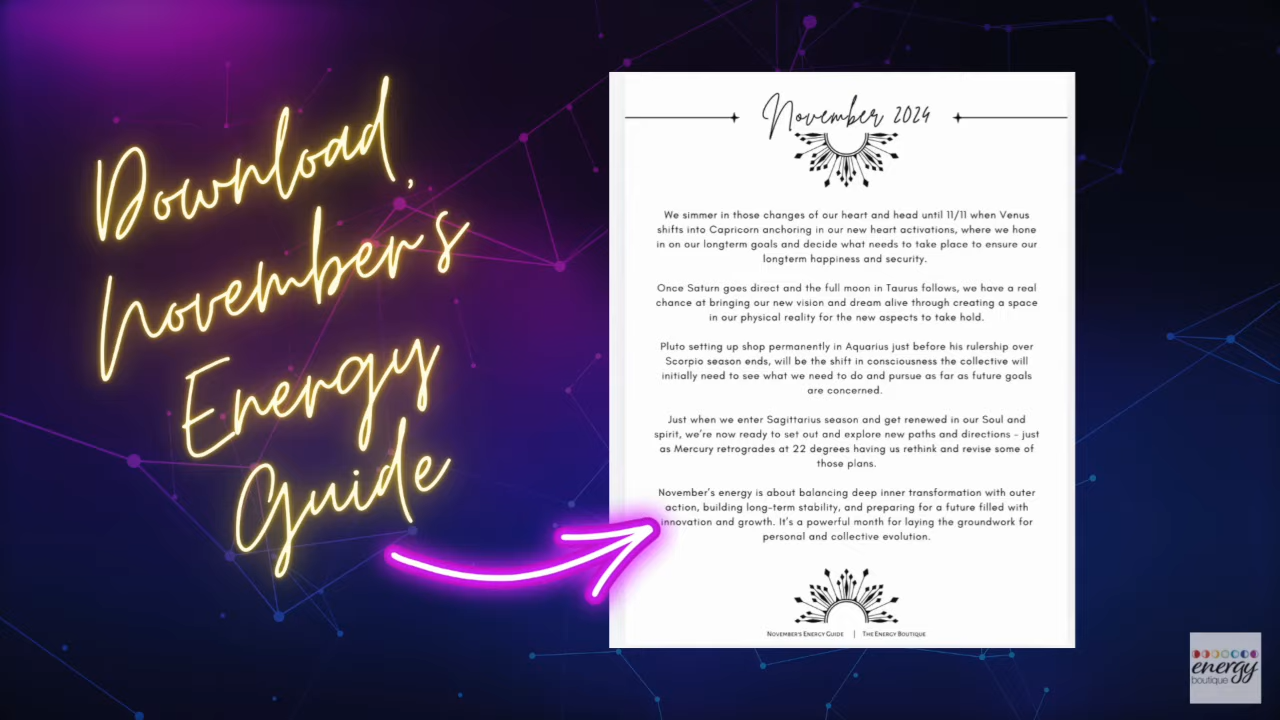 Download,
November's
Energy
Guide
November 2024
We simmer in those changes of our heart and head until 11/11 when Venus
shifts into Capricorn anchoring in our new heart activations, where we hone
in on our longterm goals and decide what needs to take place to ensure our
longterm happiness and security.
Once Saturn goes direct and the full moon in Taurus follows, we have a real
chance at bringing our new vision and dream alive through creating a space
in our physical reality for the new aspects to take hold.
Pluto setting up shop permanently in Aquarius just before his rulership over
Scorpio season ends, will be the shift in consciousness the collective will
initially need to see what we need to do and pursue as far as future goals
are concerned.
Just when we enter Sagittarius season and get renewed in our Soul and
spirit, we're now ready to set out and explore new paths and directions - just
as Mercury retrogrades at 22 degrees having us rethink and revise some of
those plans.
November's energy is about balancing deep inner transformation with outer
action, building long-term stability, and preparing for a future filled with
innovation and growth. It's a powerful month for laying the groundwork for
personal and collective evolution.
November's Energy Guide | The Energy Boutique
energy
boutique